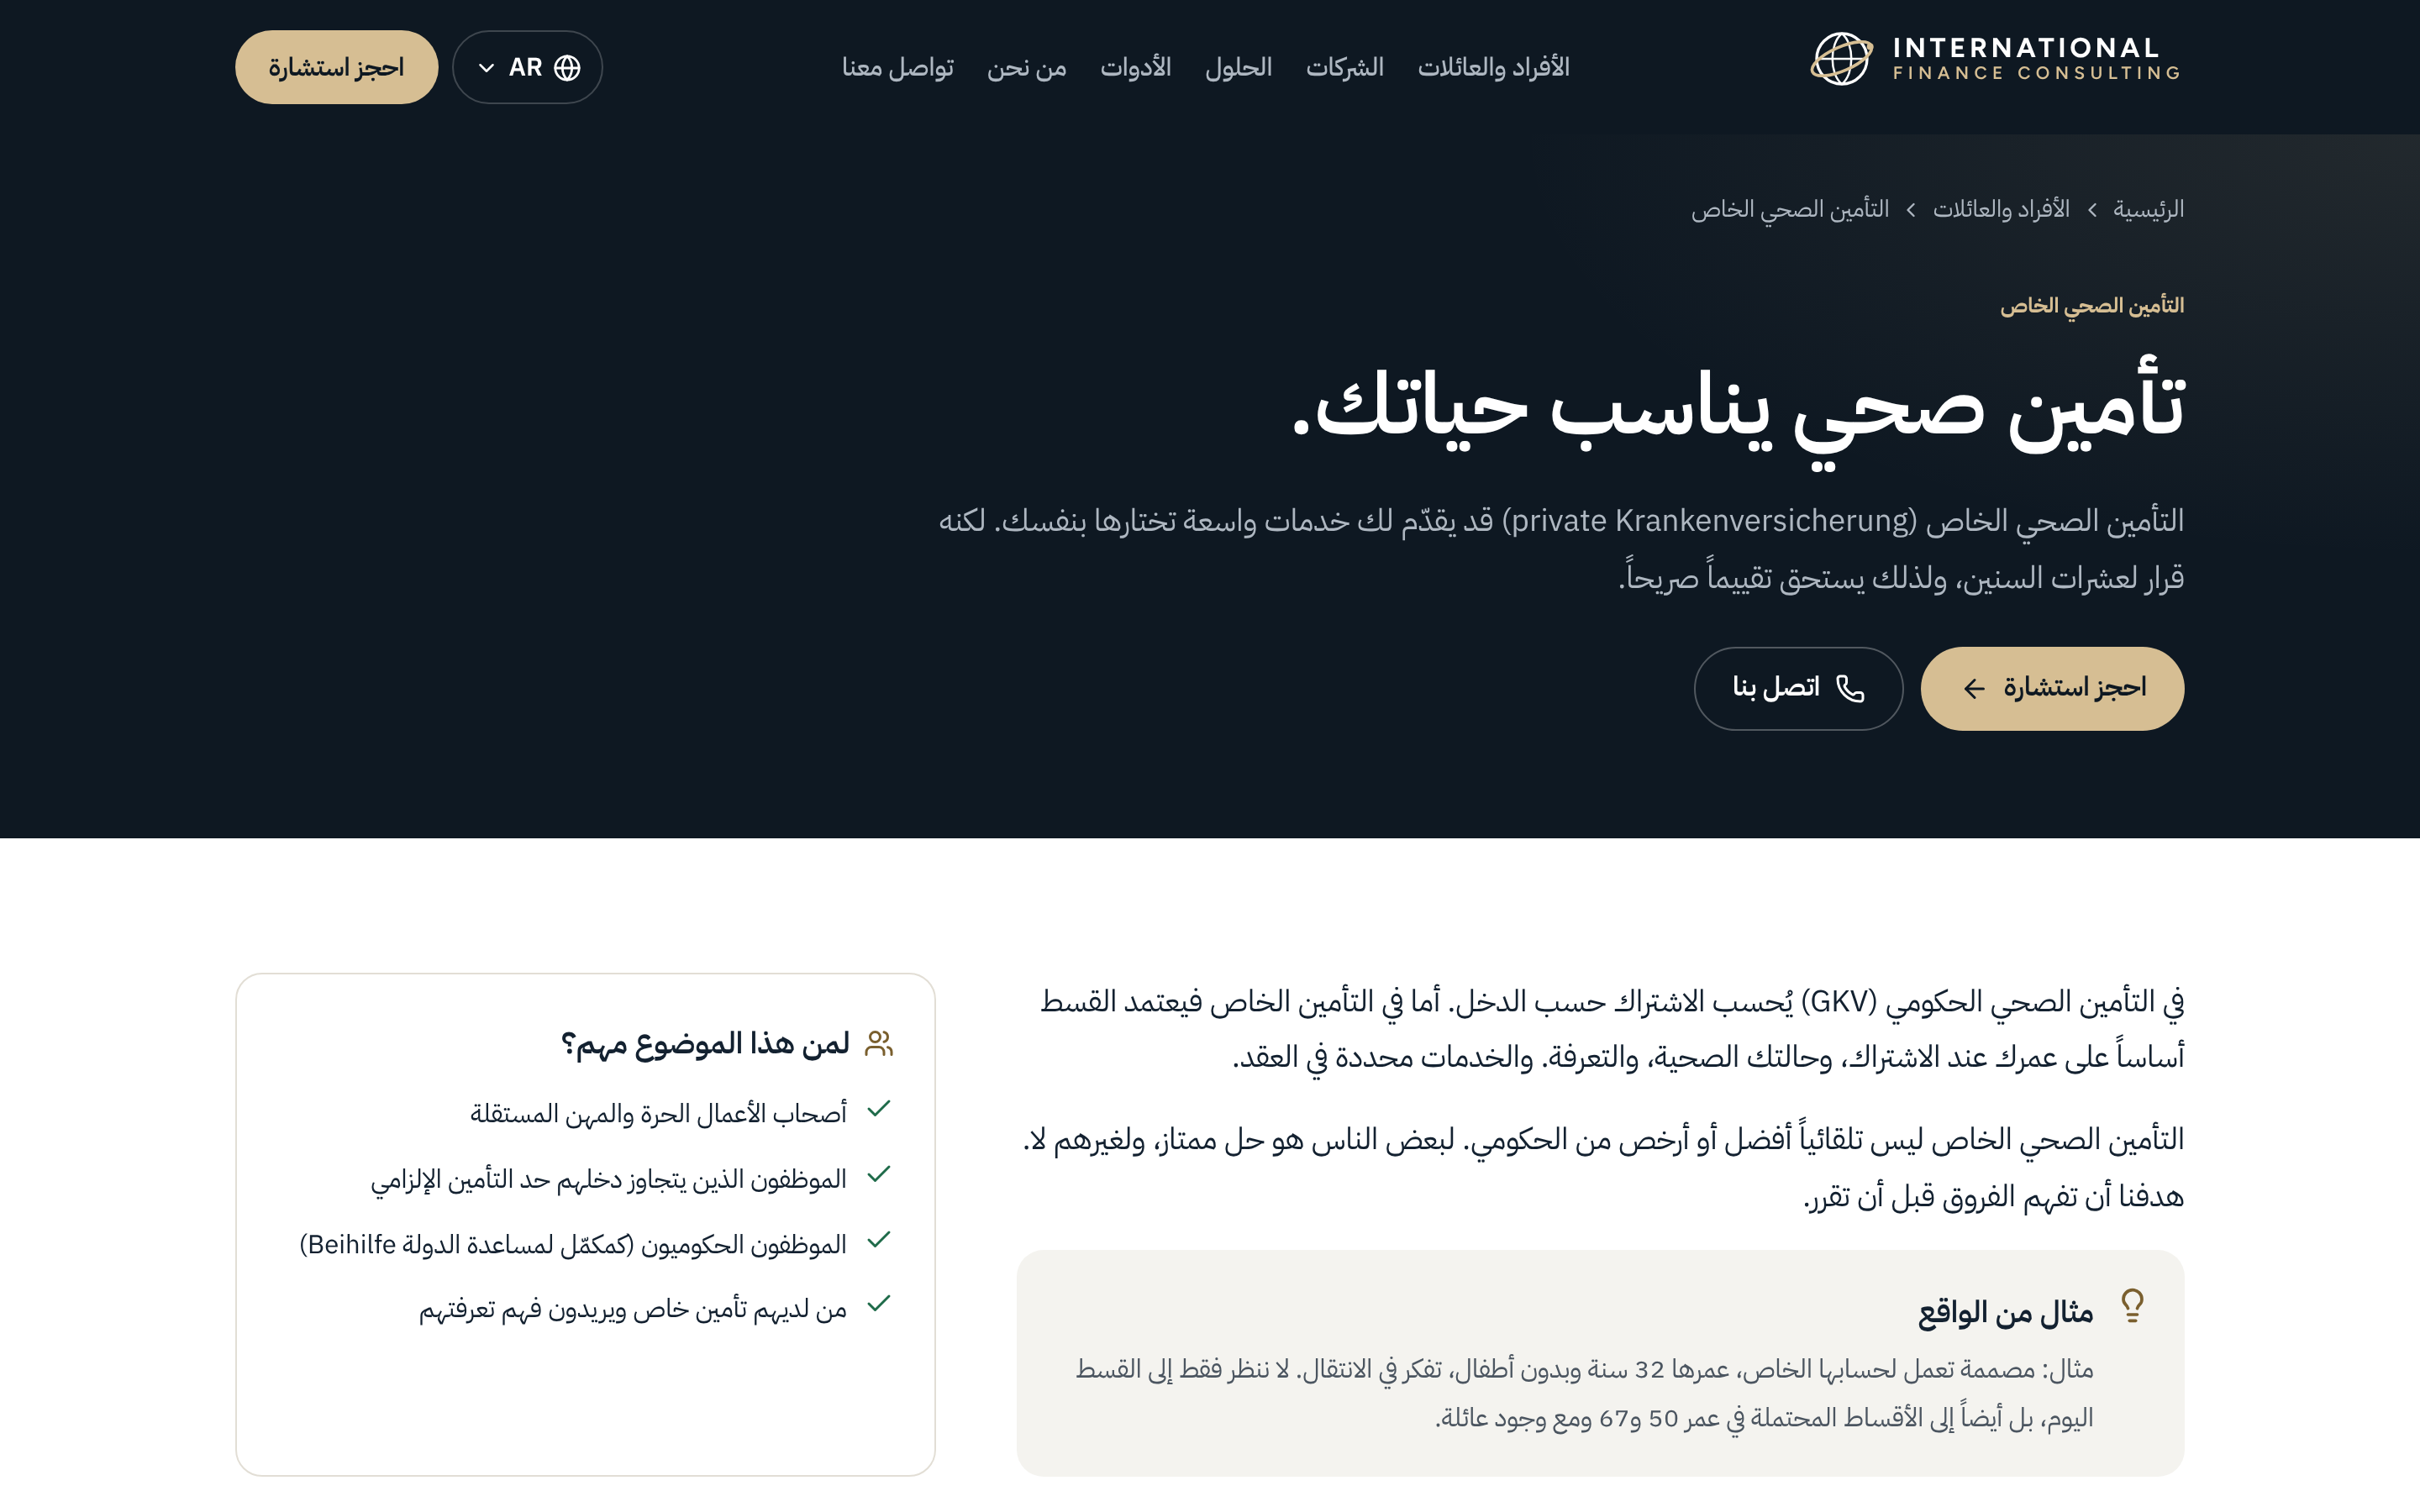 INTERNATIONAL
FINANCE CONSULTING
الأفراد والعائلات
الشركات
الحلول
الأدوات
من نحن
تواصل معنا
AR
احجز استشارة
الرئيسية
الأفراد والعائلات
التأمين الصحي الخاص
التأمين الصحي الخاص
تأمين صحي يناسب حياتك.
التأمين الصحي الخاص (private Krankenversicherung) قد يقدّم لك خدمات واسعة تختارها بنفسك. لكنه
قرار لعشرات السنين، ولذلك يستحق تقييماً صريحاً.
احجز استشارة
اتصل بنا
في التأمين الصحي الحكومي (GKV) يُحسب الاشتراك حسب الدخل. أما في التأمين الخاص فيعتمد القسط
أساساً على عمرك عند الاشتراك، وحالتك الصحية، والتعرفة. والخدمات محددة في العقد.
التأمين الصحي الخاص ليس تلقائياً أفضل أو أرخص من الحكومي. لبعض الناس هو حل ممتاز، ولغيرهم لا.
هدفنا أن تفهم الفروق قبل أن تقرر.
مثال من الواقع
مثال: مصممة تعمل لحسابها الخاص، عمرها 32 سنة وبدون أطفال، تفكر في الانتقال. لا ننظر فقط إلى القسط
اليوم، بل أيضاً إلى الأقساط المحتملة في عمر 50 و67 ومع وجود عائلة.
لمن هذا الموضوع مهم؟
أصحاب الأعمال الحرة والمهن المستقلة
الموظفون الذين يتجاوز دخلهم حد التأمين الإلزامي
الموظفون الحكوميون (كمكمّل لمساعدة الدولة Beihilfe)
من لديهم تأمين خاص ويريدون فهم تعرفتهم